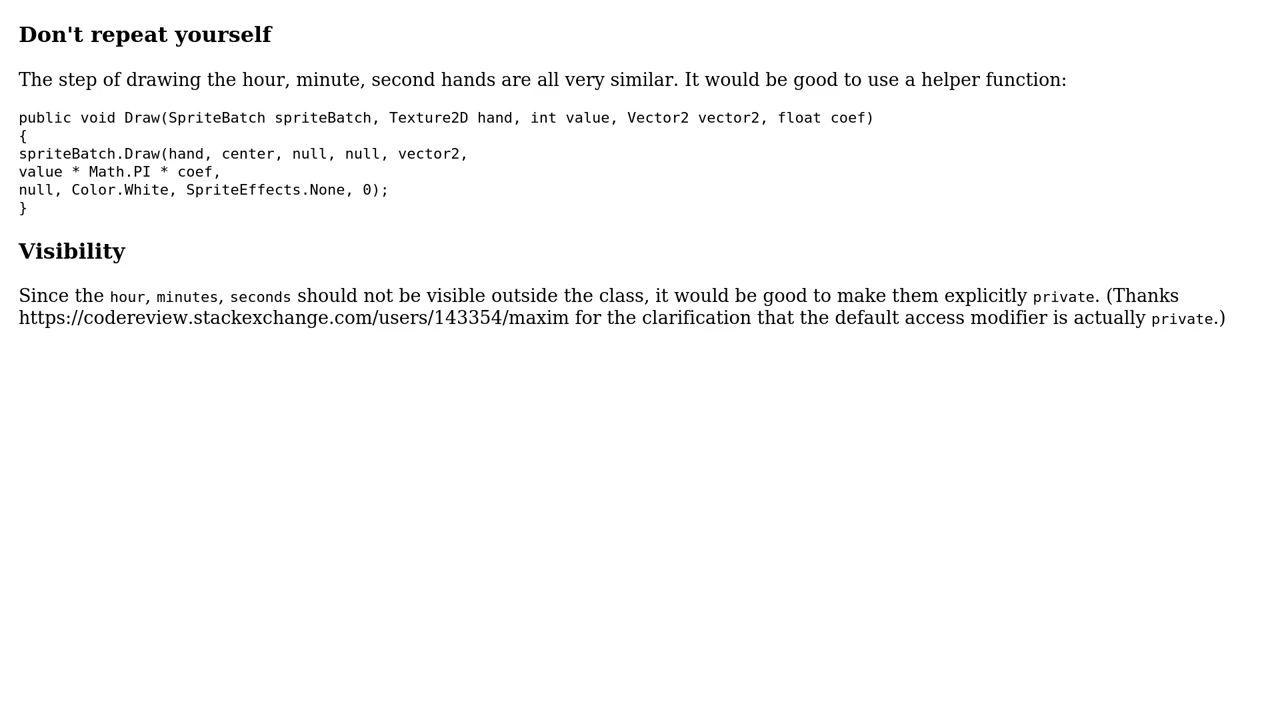 Don't repeat yourself
The step of drawing the hour, minute, second hands are all very similar. It would be good to use a helper function:
public void Draw(SpriteBatch spriteBatch, Texture2D hand, int value, Vector2 vector2, float coef)
{
spriteBatch.Draw(hand, center, null, null, vector2,
value * Math.PI * coef,
null, Color.White, SpriteEffects.None, 0);
}
Visibility
Since the hour, minutes, seconds should not be visible outside the class, it would be good to make them explicitly private. (Thanks
https://codereview.stackexchange.com/users/143354/maxim for the clarification that the default access modifier is actually private.)